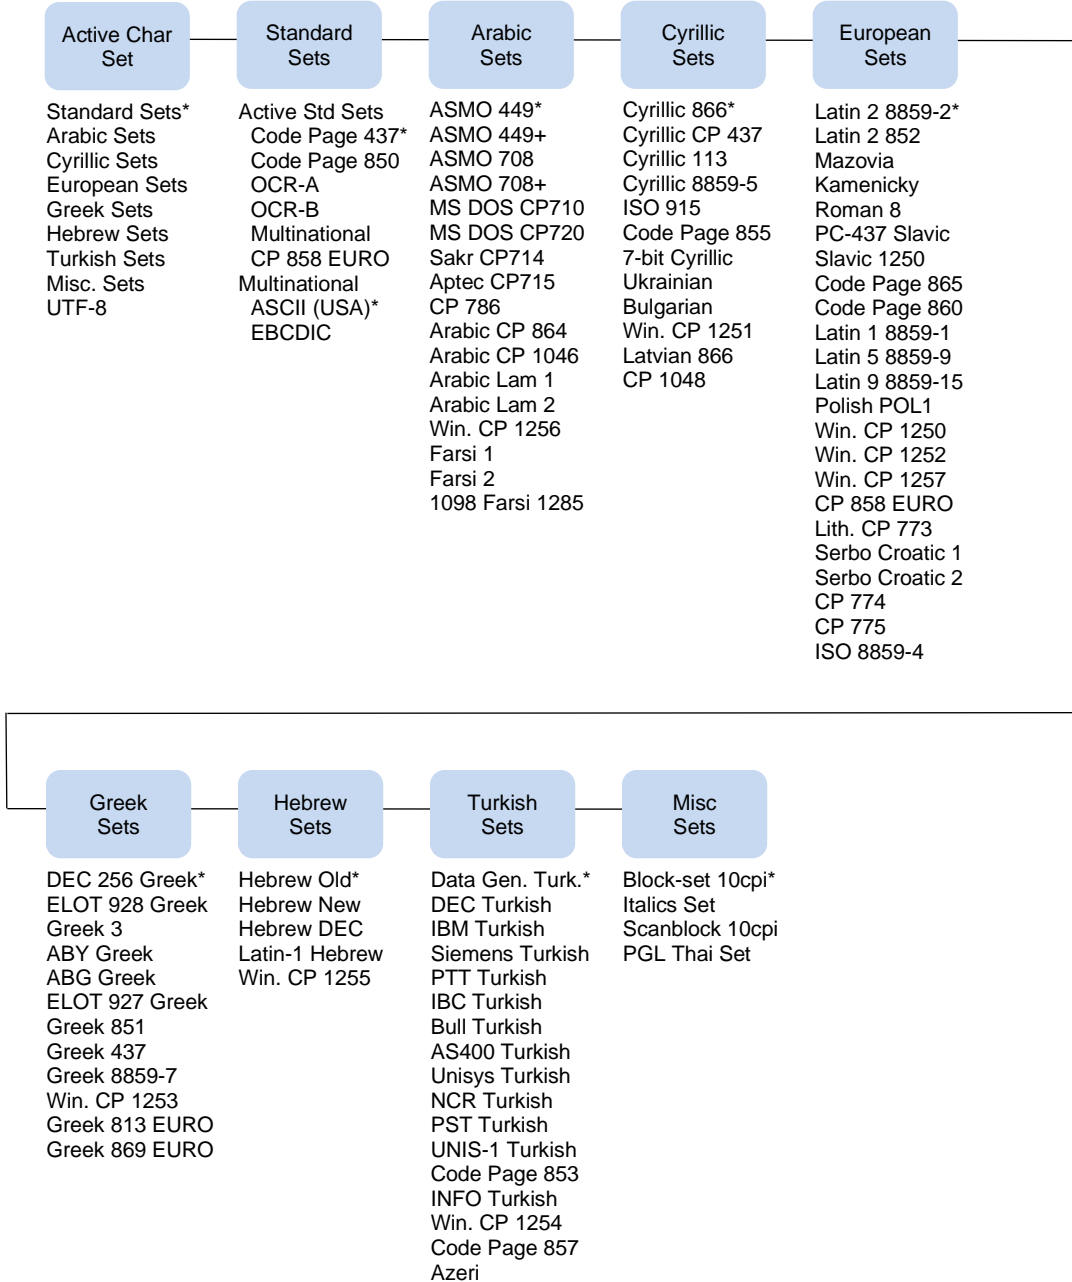 Active Char
Set
Standard Sets*
Arabic Sets
Cyrillic Sets
European Sets
Greek Sets
Hebrew Sets
Turkish Sets
Misc. Sets
UTF-8
Standard
Sets
Active Std Sets
Code Page 437*
Code Page 850
OCR-A
OCR-B
Multinational
CP 858 EURO
Multinational
ASCII (USA)*
EBCDIC
Arabic
Sets
ASMO 449*
ASMO 449+
ASMO 708
ASMO 708+
MS DOS CP710
MS DOS CP720
Sakr CP714
Aptec CP715
CP 786
Arabic CP 864
Arabic CP 1046
Arabic Lam 1
Arabic Lam 2
Win. CP 1256
Farsi 1
Farsi 2
1098 Farsi 1285
Cyrillic
Sets
Cyrillic 866*
Cyrillic CP 437
Cyrillic 113
Cyrillic 8859-5
ISO 915
Code Page 855
7-bit Cyrillic
Ukrainian
Bulgarian
Win. CP 1251
Latvian 866
CP 1048
European
Sets
Latin 2 8859-2*
Latin 2 852
Mazovia
Kamenicky
Roman 8
PC-437 Slavic
Slavic 1250
Code Page 865
Code Page 860
Latin 1 8859-1
Latin 5 8859-9
Latin 9 8859-15
Polish POL1
Win. CP 1250
Win. CP 1252
Win. CP 1257
CP 858 EURO
Lith. CP 773
Serbo Croatic 1
Serbo Croatic 2
CP 774
CP 775
ISO 8859-4
Greek
Sets
DEC 256 Greek*
ELOT 928 Greek
Greek 3
ABY Greek
ABG Greek
ELOT 927 Greek
Greek 851
Greek 437
Greek 8859-7
Win. CP 1253
Greek 813 EURO
Greek 869 EURO
Hebrew
Sets
Hebrew Old*
Hebrew New
Hebrew DEC
Latin-1 Hebrew
Win. CP 1255
Turkish
Sets
Data Gen. Turk.*
DEC Turkish
IBM Turkish
Siemens Turkish
PTT Turkish
IBC Turkish
Bull Turkish
AS400 Turkish
Unisys Turkish
NCR Turkish
PST Turkish
UNIS-1 Turkish
Code Page 853
INFO Turkish
Win. CP 1254
Code Page 857
Azeri
Misc
Sets
Block-set 10cpi*
Italics Set
Scanblock 10cpi
PGL Thai Set